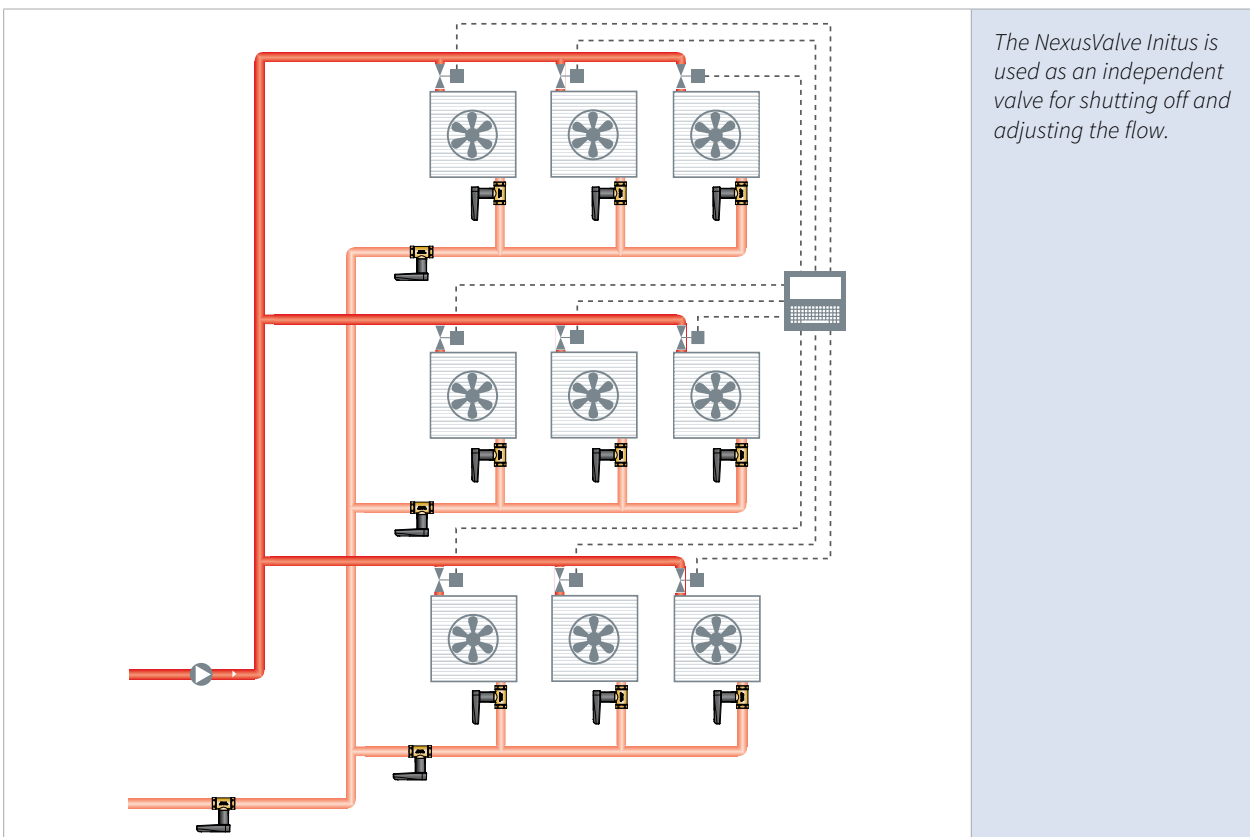 The NexusValve Initus is
used as an independent
valve for shutting off and
adjusting the flow.